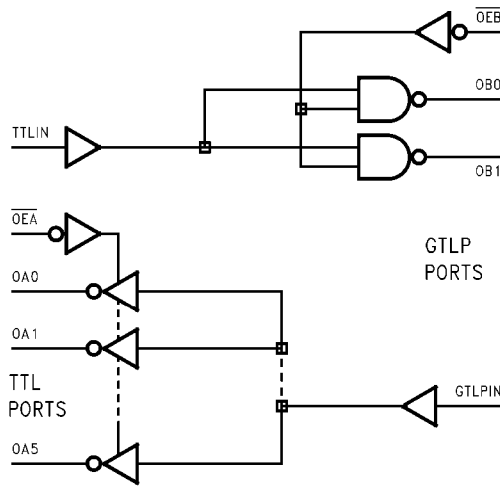 OEB
OB0
TTLIN
OB1
OEA
GTLP
PORTS
OA0
OA1
TTL
PORTS
GTLPIN
OA5